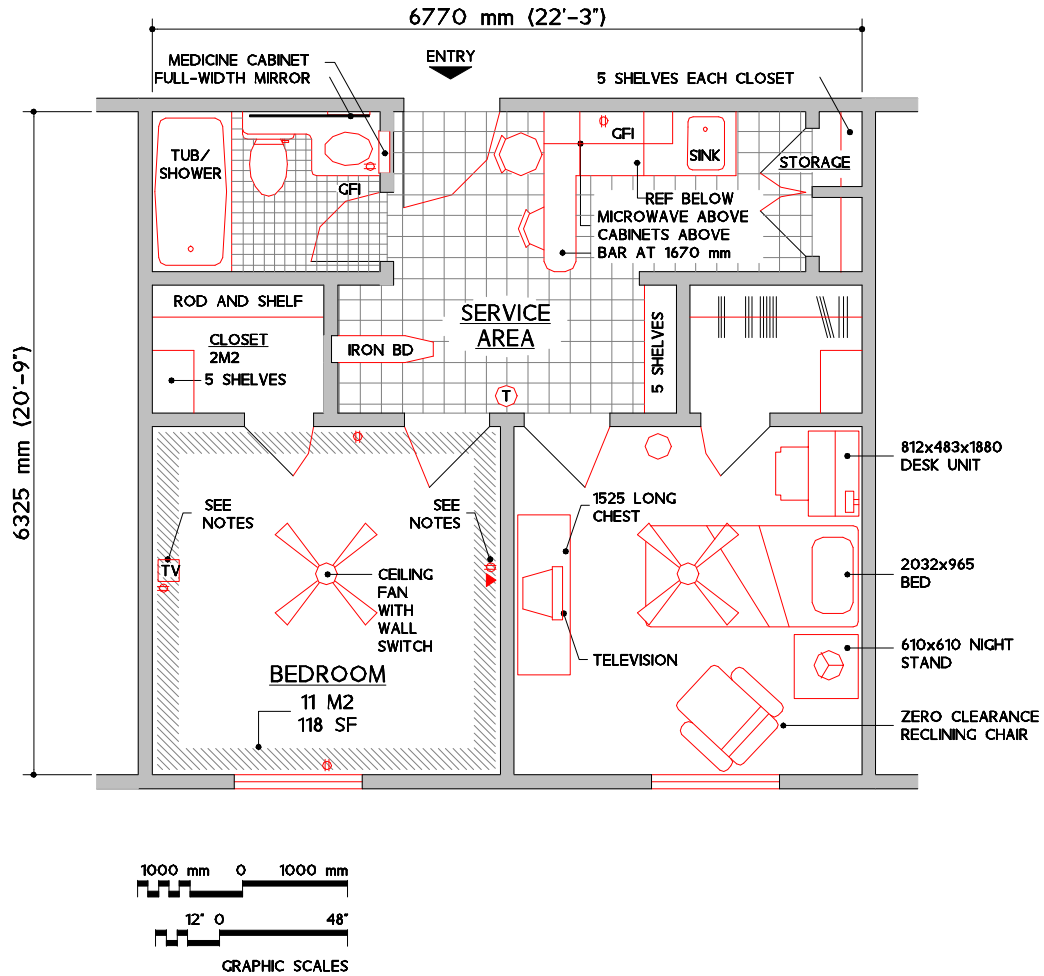 6770 mm (22'-3")
ENTRY
MEDICINE CABINET
FULL-WIDTH MIRROR
5 SHELVES EACH CLOSET
TUB/
SHOWER
GFI
GFI
SINK
STORAGE
REF BELOW
MICROWAVE ABOVE
CABINETS ABOVE
BAR AT 1670 mm
ROD AND SHELF
CLOSET
2M2
5 SHELVES
IRON BD
SERVICE
AREA
5 SHELVES
T
6325 mm (20'-9")
SEE
NOTES
SEE
NOTES
TV
CEILING
FAN
WITH
WALL
SWITCH
BEDROOM
11 M2
118 SF
1525 LONG
CHEST
TELEVISION
812x483x1880
DESK UNIT
2032x965
BED
610x610 NIGHT
STAND
ZERO CLEARANCE
RECLINING CHAIR
1000 mm 0 1000 mm
12" 0 48"
GRAPHIC SCALES